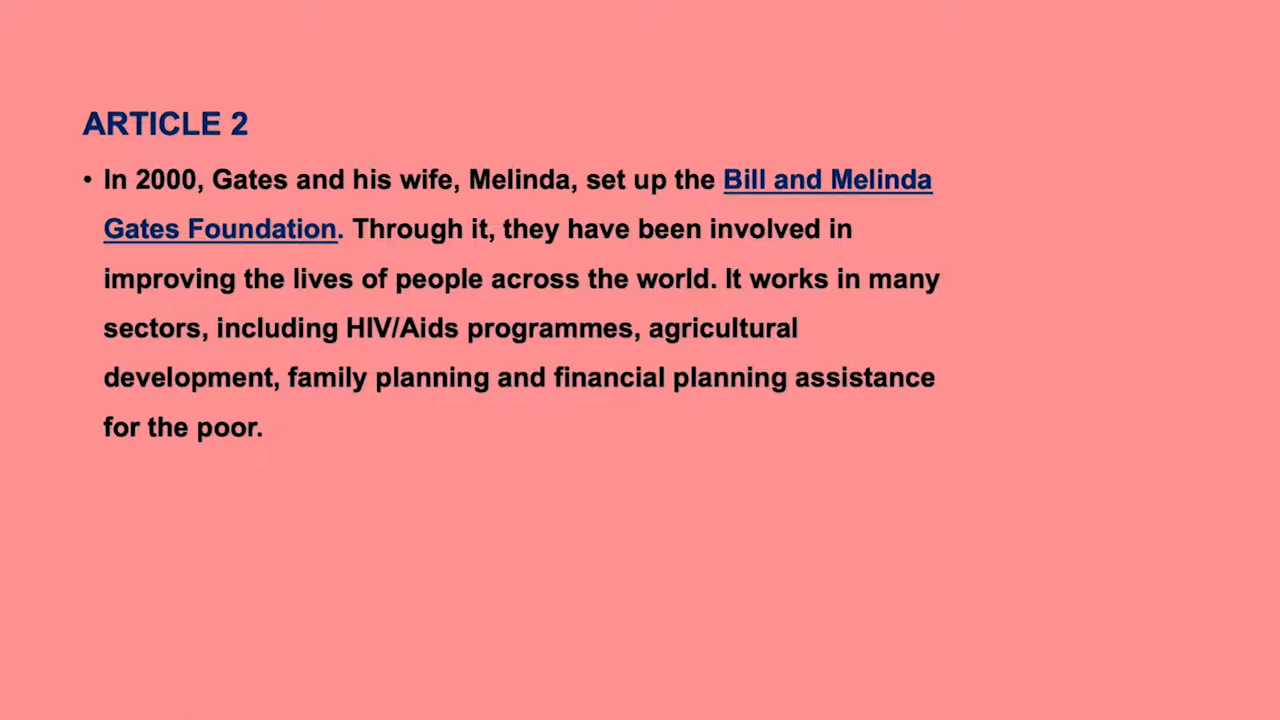 ARTICLE 2
• In 2000, Gates and his wife, Melinda, set up the Bill and Melinda
Gates Foundation. Through it, they have been involved in
improving the lives of people across the world. It works in many
sectors, including HIV/Aids programmes, agricultural
development, family planning and financial planning assistance
for the poor.